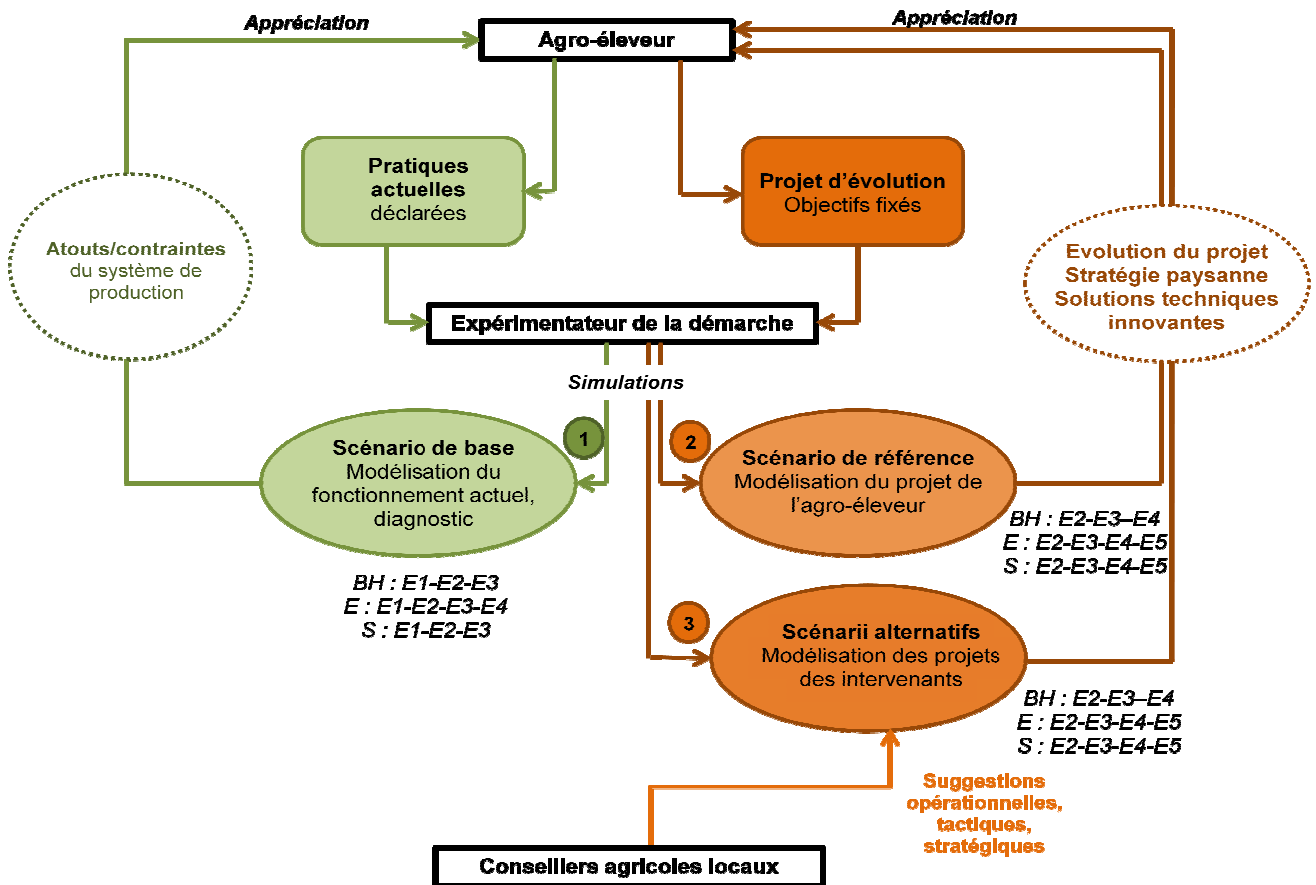 Appréciation
Appréciation
Agro-éleveur
Pratiques
actuelles
déclarées
Projet d’évolution
Objectifs fixés
Atouts/contraintes
du système de
production
Evolution du projet
Stratégie paysanne
Solutions techniques
innovantes
Expérimentateur de la démarche
Simulations
1
2
Scénario de base
Modélisation du
fonctionnement actuel,
diagnostic
Scénario de référence
Modélisation du projet de
l’agro-éleveur
BH : E2-E3–E4
E : E2-E3-E4-E5
S : E2-E3-E4-E5
BH : E1-E2-E3
E : E1-E2-E3-E4
S : E1-E2-E3
3
Scénarii alternatifs
Modélisation des projets
des intervenants
BH : E2-E3–E4
E : E2-E3-E4-E5
S : E2-E3-E4-E5
Suggestions
opérationnelles,
tactiques,
stratégiques
Conseillers agricoles locaux